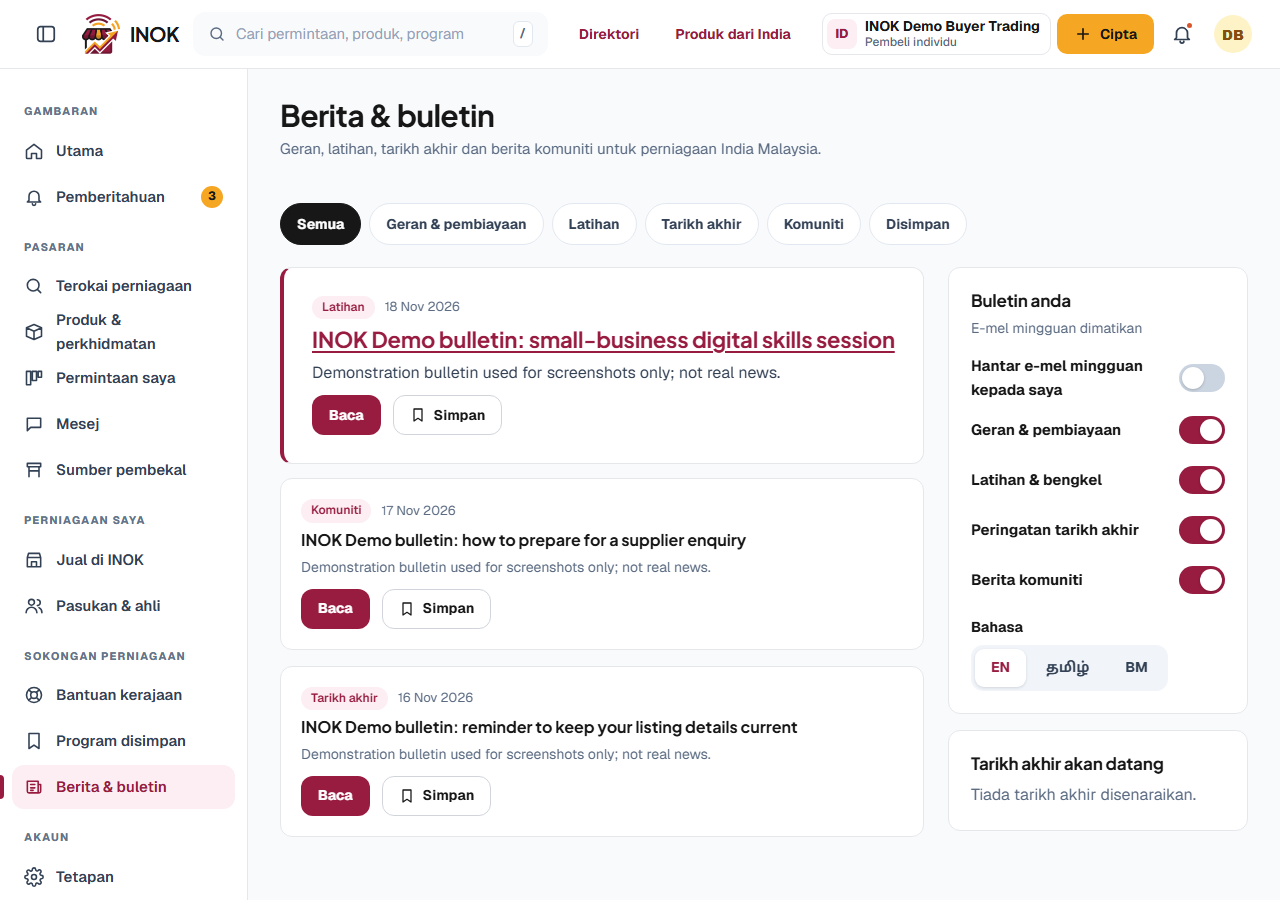 INOK
Cari permintaan, produk, program
/
Direktori
Produk dari India
ID
INOK Demo Buyer Trading
Pembeli individu
Cipta
DB
GAMBARAN
Utama
Pemberitahuan
3
PASARAN
Terokai perniagaan
Produk &
perkhidmatan
Permintaan saya
Mesej
Sumber pembekal
PERNIAGAAN SAYA
Jual di INOK
Pasukan & ahli
SOKONGAN PERNIAGAAN
Bantuan kerajaan
Program disimpan
Berita & buletin
AKAUN
Tetapan
Berita & buletin
Geran, latihan, tarikh akhir dan berita komuniti untuk perniagaan India Malaysia.
Semua
Geran & pembiayaan
Latihan
Tarikh akhir
Komuniti
Disimpan
Latihan
18 Nov 2026
INOK Demo bulletin: small-business digital skills session
Demonstration bulletin used for screenshots only; not real news.
Baca
Simpan
Komuniti
17 Nov 2026
INOK Demo bulletin: how to prepare for a supplier enquiry
Demonstration bulletin used for screenshots only; not real news.
Baca
Simpan
Tarikh akhir
16 Nov 2026
INOK Demo bulletin: reminder to keep your listing details current
Demonstration bulletin used for screenshots only; not real news.
Baca
Simpan
Buletin anda
E-mel mingguan dimatikan
Hantar e-mel mingguan
kepada saya
Geran & pembiayaan
Latihan & bengkel
Peringatan tarikh akhir
Berita komuniti
Bahasa
EN
தமிழ்
BM
Tarikh akhir akan datang
Tiada tarikh akhir disenaraikan.